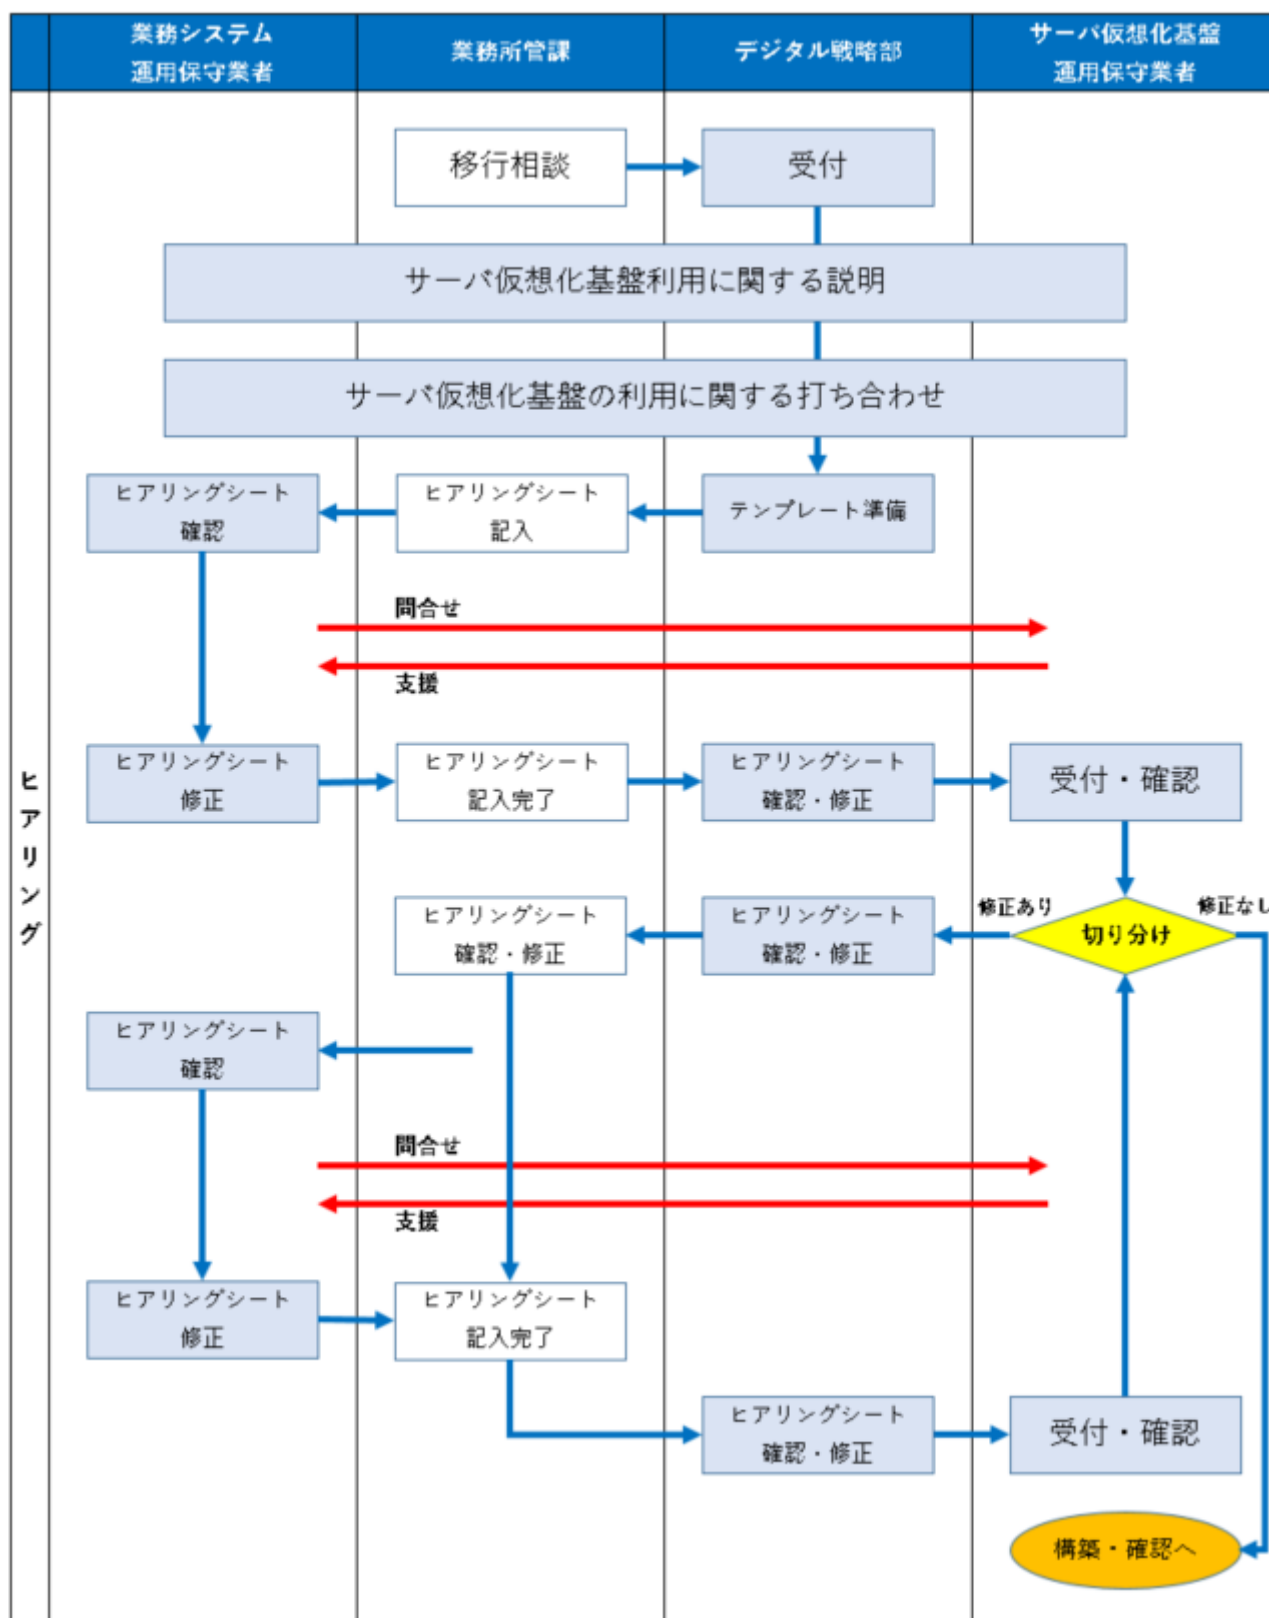 業務システム
運用保守業者
業務所管課
デジタル戦略部
サーバ仮想化基盤
運用保守業者
ヒアリング
移行相談
受付
サーバ仮想化基盤利用に関する説明
サーバ仮想化基盤の利用に関する打ち合わせ
ヒアリングシート
確認
ヒアリングシート
記入
テンプレート準備
問合せ
支援
ヒアリングシート
修正
ヒアリングシート
記入完了
ヒアリングシート
確認・修正
受付・確認
ヒアリングシート
確認・修正
ヒアリングシート
確認・修正
修正あり
切り分け
修正なし
ヒアリングシート
確認
問合せ
支援
ヒアリングシート
修正
ヒアリングシート
記入完了
ヒアリングシート
確認・修正
受付・確認
構築・確認へ